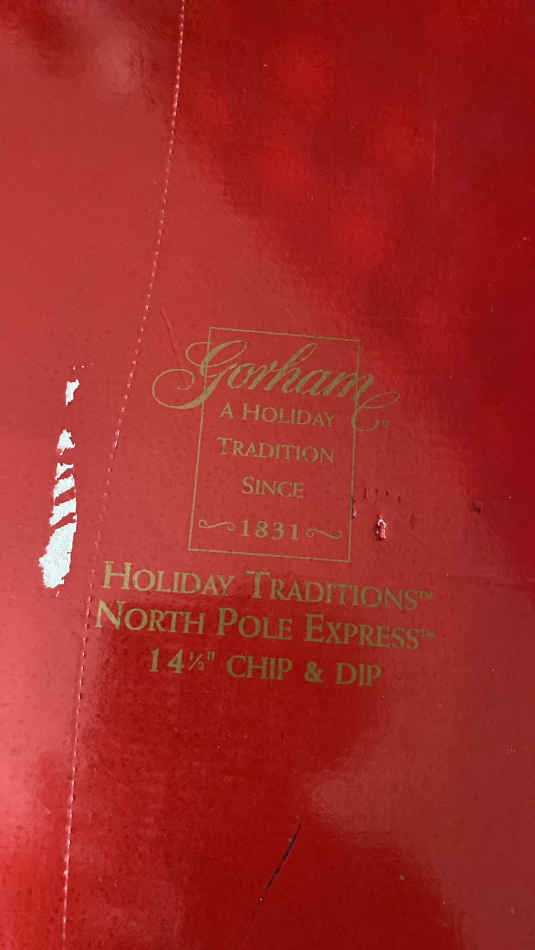 Gorham
A HOLIDAY
TRADITION
SINCE
~1831~
HOLIDAY TRADITIONS™
NORTH POLE EXPRESS™
14½" CHIP & DIP